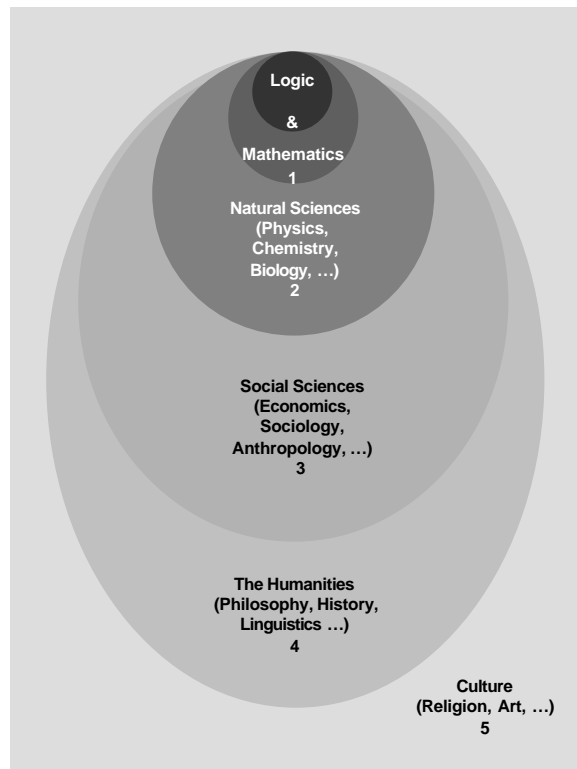 Logic
&
Mathematics
1
Natural Sciences
(Physics,
Chemistry,
Biology, …)
2
Social Sciences
(Economics,
Sociology,
Anthropology, …)
3
The Humanities
(Philosophy, History,
Linguistics …)
4
Culture
(Religion, Art, …)
5